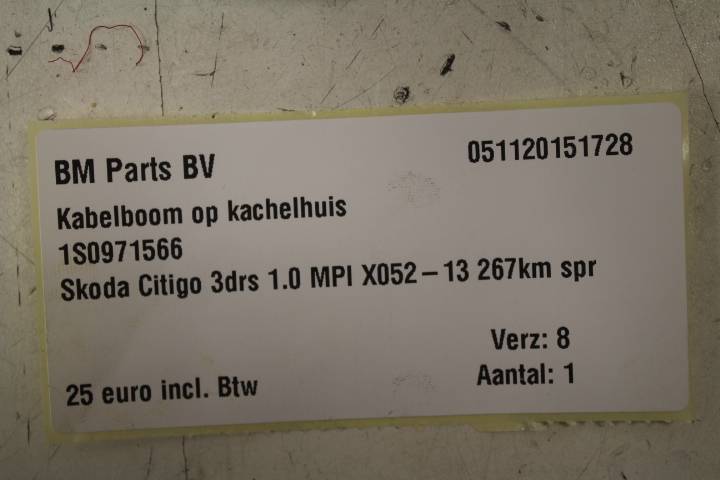 BM Parts BV 051120151728
Kabelboom op kachelhuis
1S0971566
Skoda Citigo 3drs 1.0 MPI X052-13 267km spr
Verz: 8
25 euro incl. Btw Aantal: 1